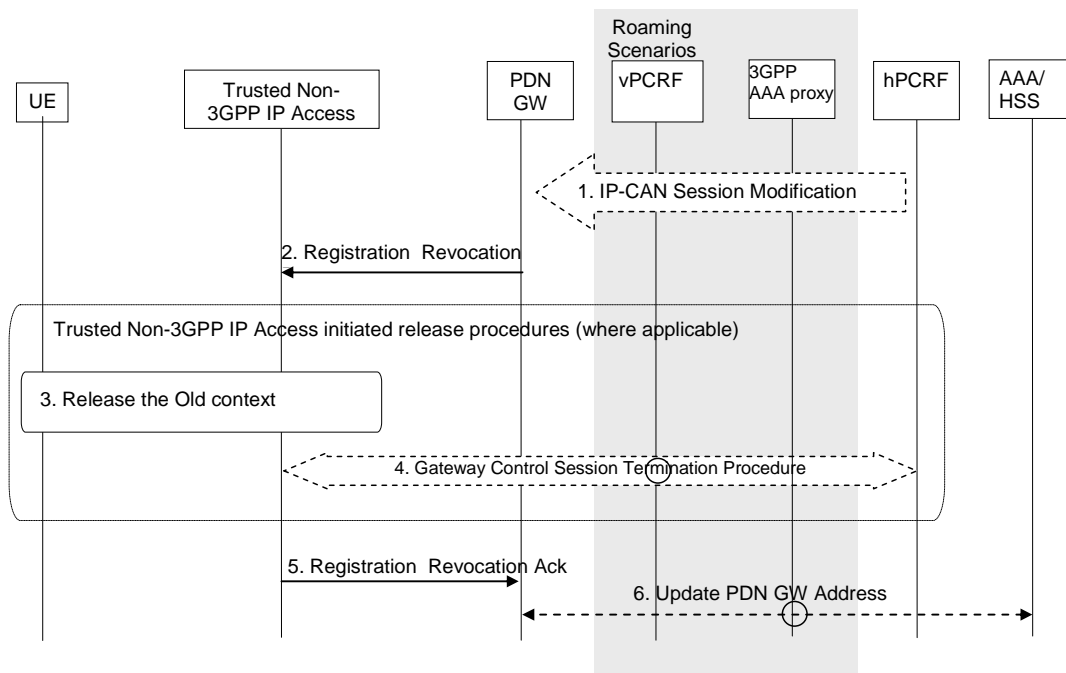 Roaming
Scenarios
UE
Trusted Non-
3GPP IP Access
PDN
GW
vPCRF
3GPP
AAA proxy
hPCRF
AAA/
HSS
1. IP-CAN Session Modification
2. Registration Revocation
Trusted Non-3GPP IP Access initiated release procedures (where applicable)
3. Release the Old context
4. Gateway Control Session Termination Procedure
5. Registration Revocation Ack
6. Update PDN GW Address